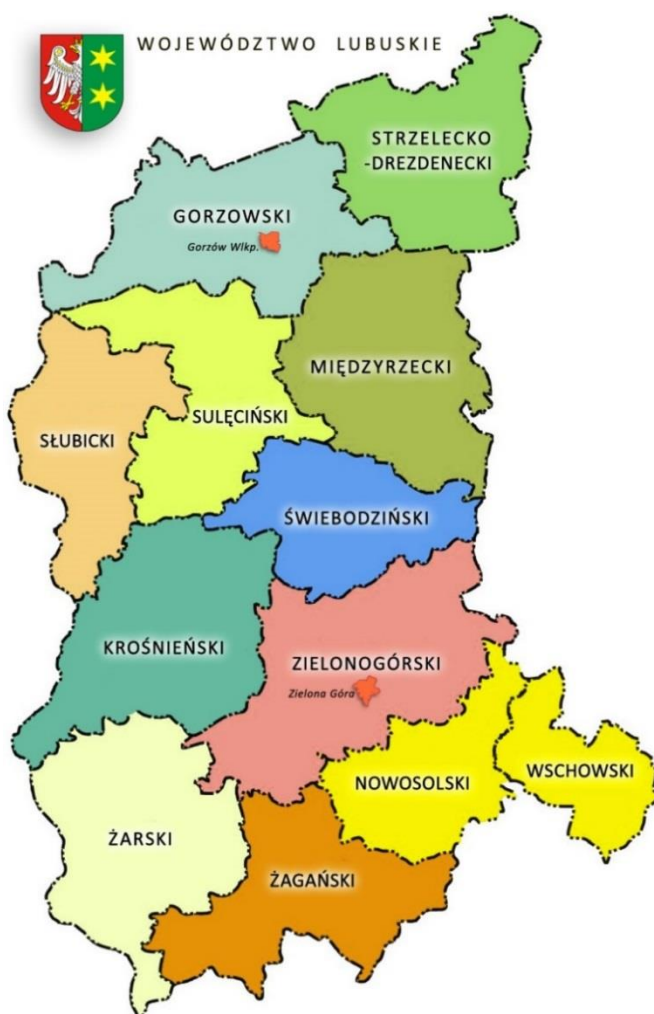 WOJEWÓDZTWO LUBUSKIE
STRZELECKO
-DREZDENECKI
GORZOWSKI
Gorzów Wlkp.
MIĘDZYRZECKI
SULĘCIŃSKI
SŁUBICKI
ŚWIEBODZIŃSKI
KROŚNIEŃSKI
ZIELONOGÓRSKI
Zielona Góra
WSCHOWSKI
NOWOSOLSKI
ŻARSKI
ŻAGAŃSKI